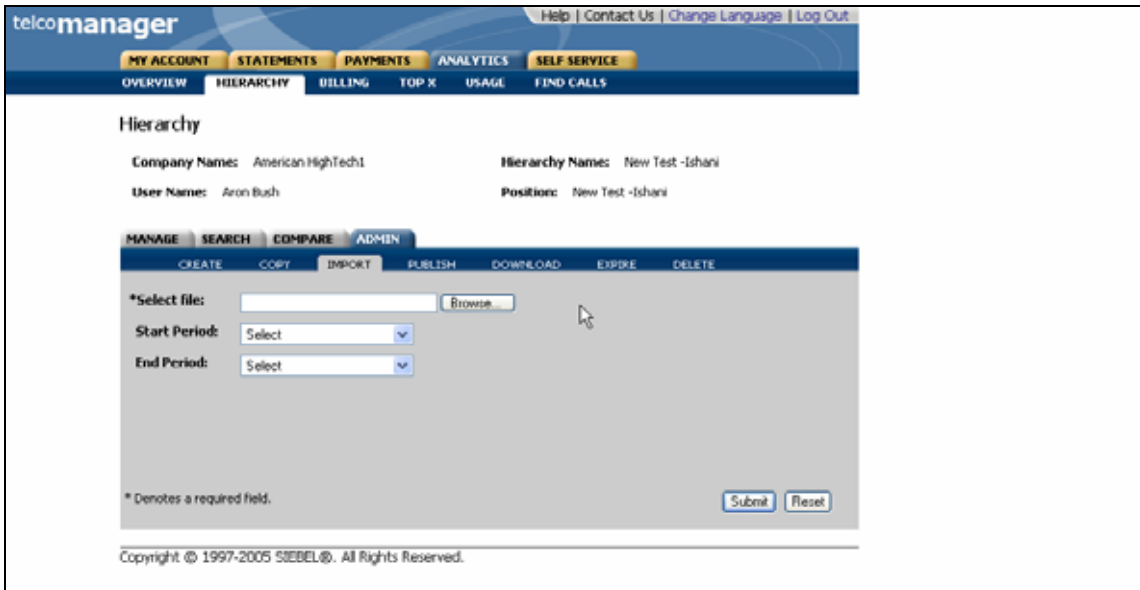 telcomanager
Help | Contact Us | Change Language | Log Out
MY ACCOUNT STATEMENTS PAYMENTS ANALYTICS SELF SERVICE
OVERVIEW HIERARCHY BILLING TOP X USAGE FIND CALLS
Hierarchy
Company Name: American HighTech1 Hierarchy Name: New Test -Ishani
User Name: Aron Bush Position: New Test -Ishani
MANAGE SEARCH COMPARE ADMIN
CREATE COPY IMPORT PUBLISH DOWNLOAD EXPIRE DELETE
*Select file: Browse...
Start Period: Select
End Period: Select
* Denotes a required field. Submit Reset
Copyright © 1997-2005 SIEBEL®. All Rights Reserved.